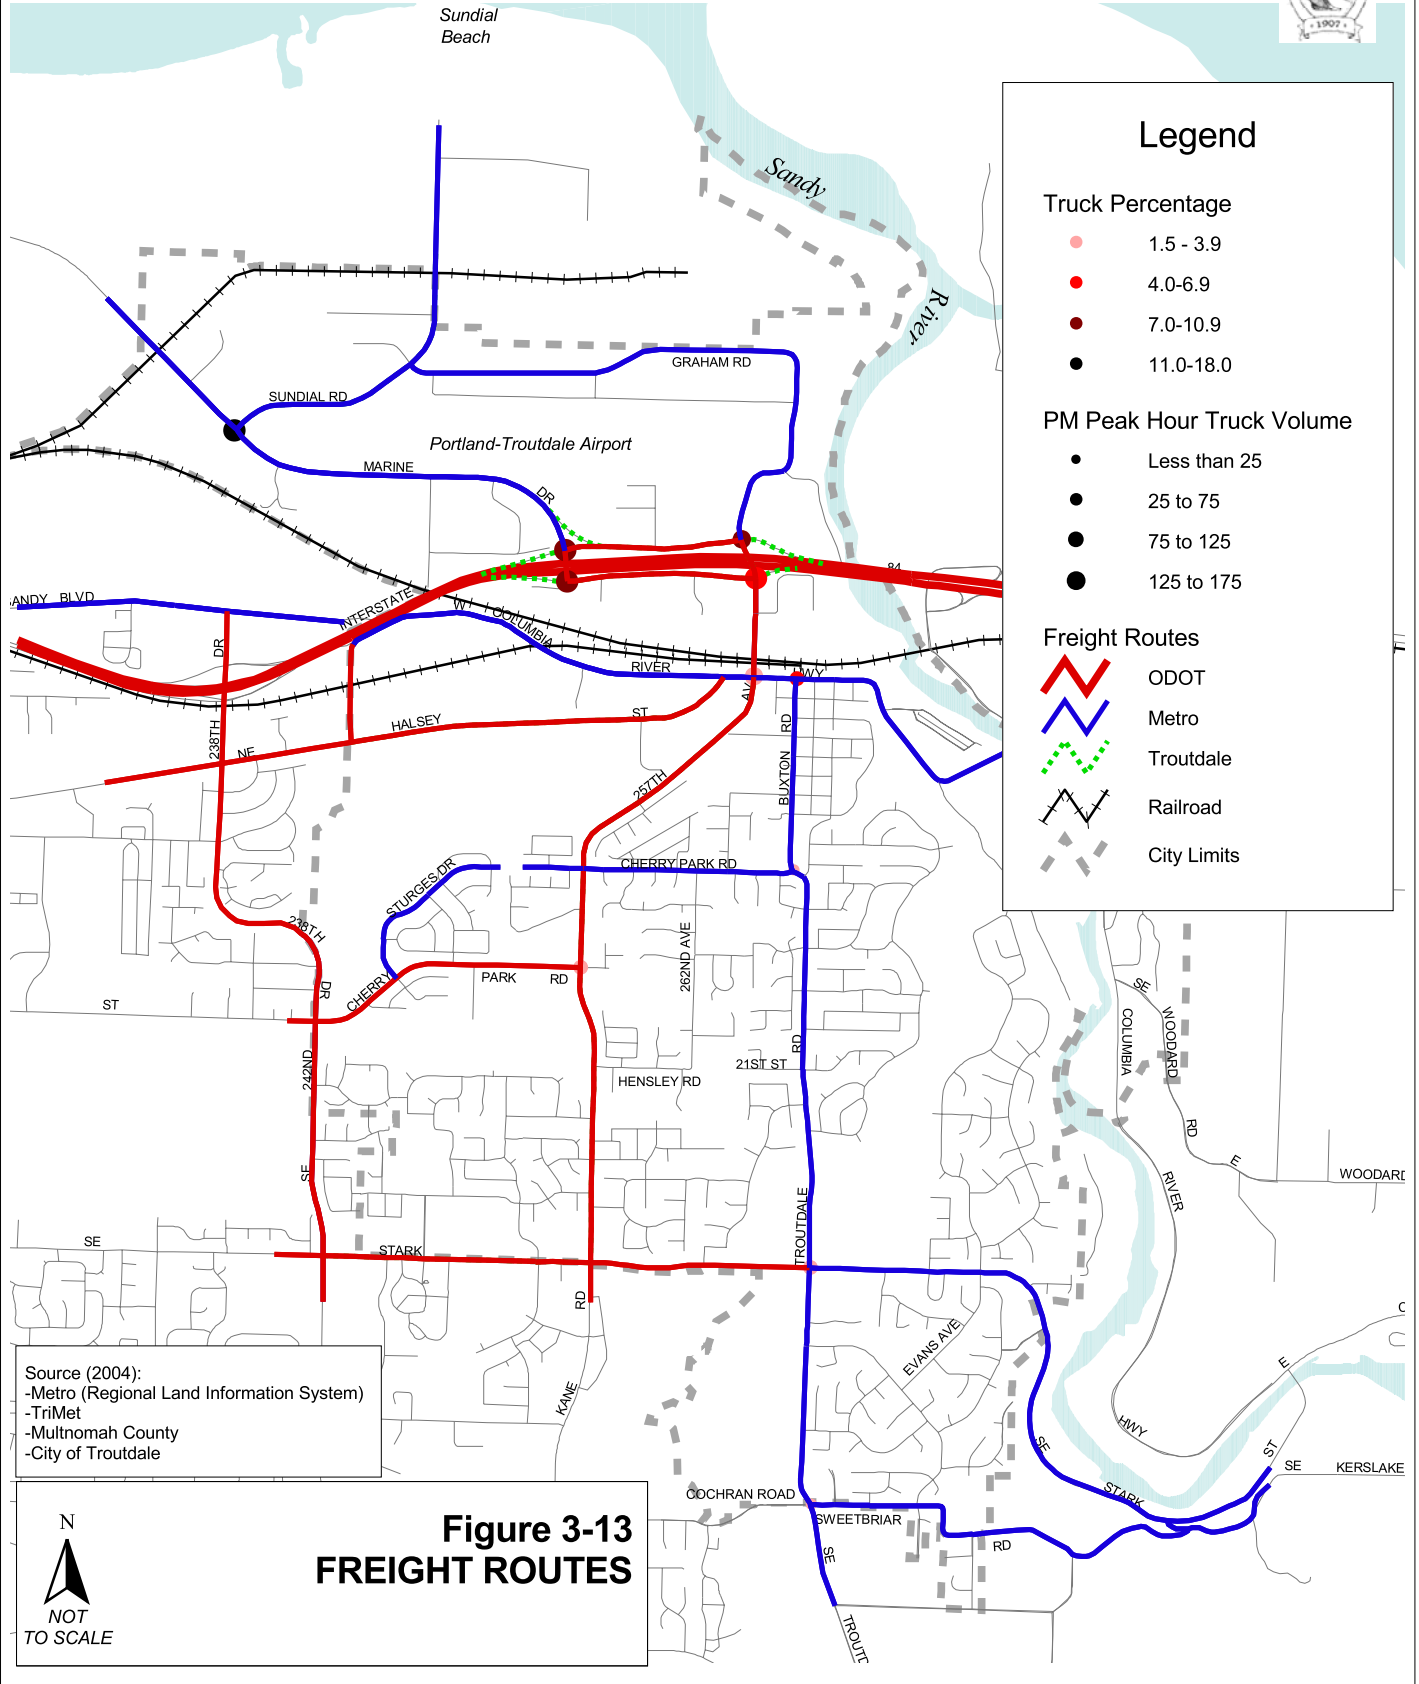 Sundial
Beach
1907
Sandy
River
Legend
Truck Percentage
1.5 - 3.9
4.0-6.9
7.0-10.9
11.0-18.0
PM Peak Hour Truck Volume
Less than 25
25 to 75
75 to 125
125 to 175
Freight Routes
ODOT
Metro
Troutdale
Railroad
City Limits
GRAHAM RD
SUNDIAL RD
Portland-Troutdale Airport
MARINE
DR
84
ANDY BLVD
INTERSTATE
W
COLUMBIA
RIVER
HWY
DR
238TH
NE
HALSEY
ST
AV
RD
BUXTON
257TH
CHERRY PARK RD
STURGES DR
238TH
DR
CHERRY
PARK
RD
262ND AVE
ST
242ND
RD
21ST ST
HENSLEY RD
SE
COLUMBIA
WOODARD
RD
E
WOODARD
RIVER
SE
TROUTDALE
SE
STARK
RD
EVANS AVE
KANE
E
HWY
SE
STARK
ST
SE
KERSLAKE
COCHRAN ROAD
SWEETBRIAR
RD
SE
TROUTD
Source (2004):
-Metro (Regional Land Information System)
-TriMet
-Multnomah County
-City of Troutdale
N
NOT
TO SCALE
Figure 3-13
FREIGHT ROUTES